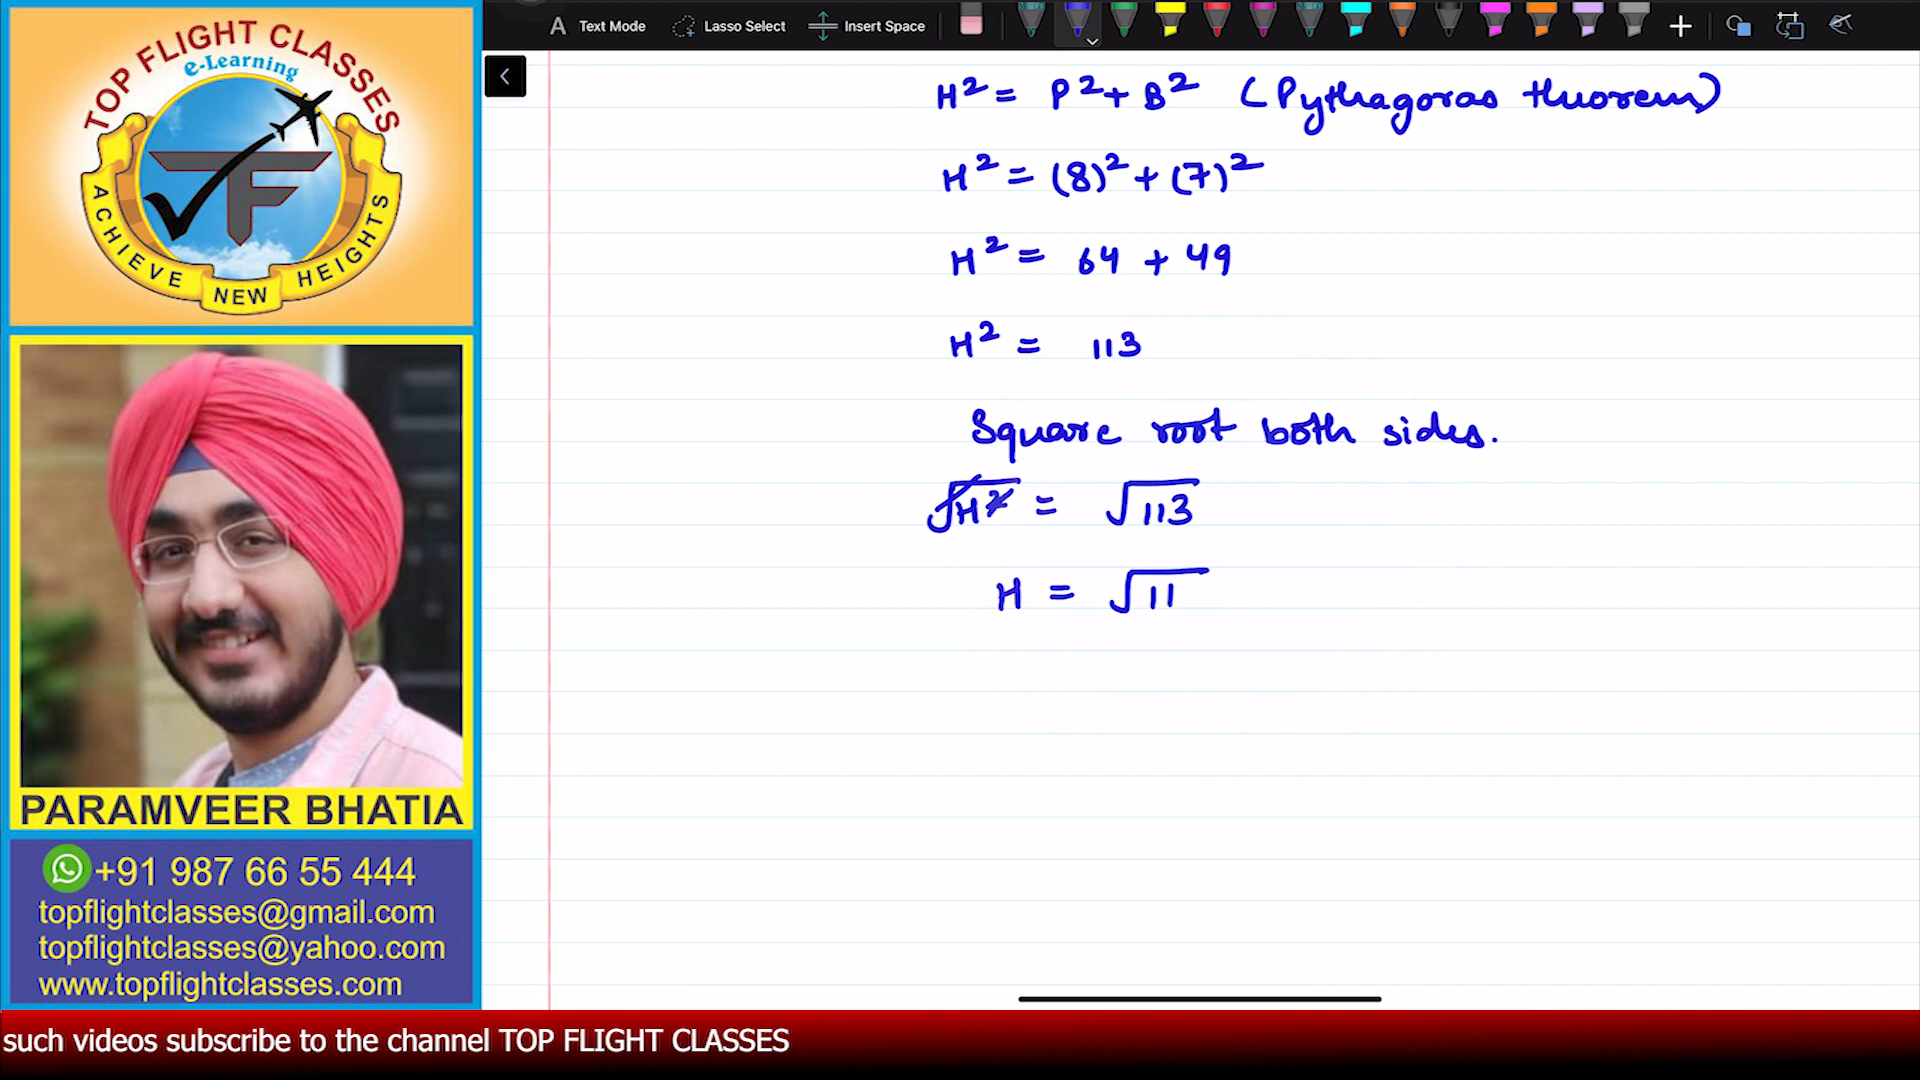 TOP FLIGHT CLASSES
e-Learning
TF
ACHIEVE NEW HEIGHTS
PARAMVEER BHATIA
+91 987 66 55 444
topflightclasses@gmail.com
topflightclasses@yahoo.com
www.topflightclasses.com
A Text Mode Lasso Select Insert Space
H² = P² + B² (Pythagoras theorem)
H² = (8)² + (7)²
H² = 64 + 49
H² = 113
Square root both sides.
√H² = √113
H = √11
such videos subscribe to the channel TOP FLIGHT CLASSES